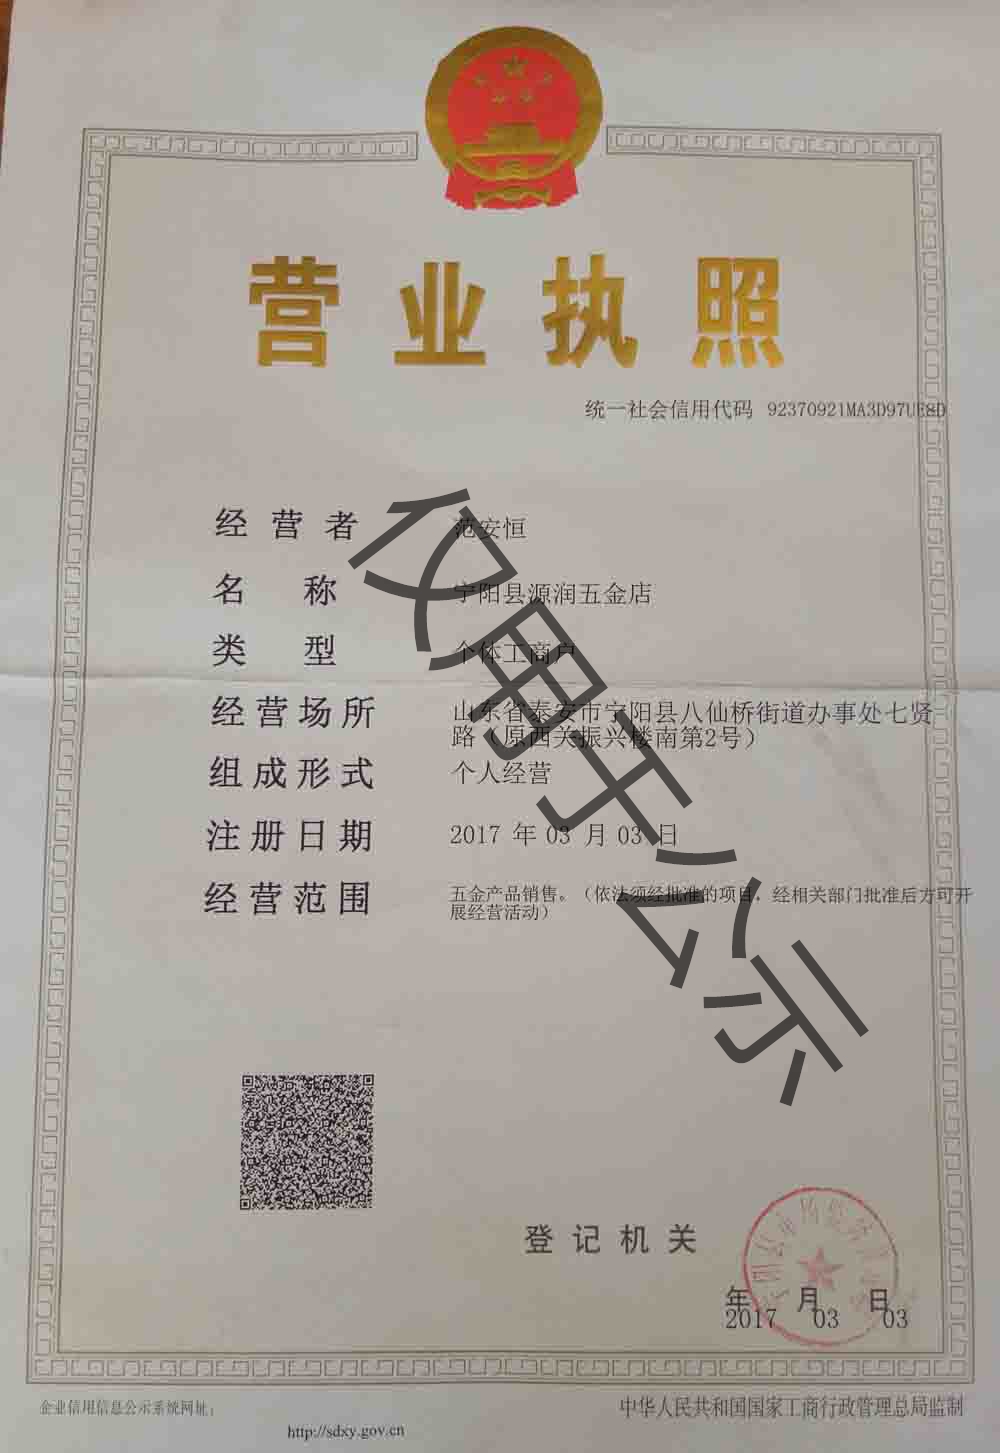 营业执照
统一社会信用代码 92370921MA3D97UE8D
经营者 范安恒
名称 宁阳县源润五金店
类型 个体工商户
经营场所 山东省泰安市宁阳县八仙桥街道办事处七贤
路（原西关振兴楼南第2号）
组成形式 个人经营
注册日期 2017 年 03 月 03 日
经营范围 五金产品销售。（依法须经批准的项目，经相关部门批准后方可开
展经营活动）
仅用于公示
登记机关
年 月 日
2017 03 03
企业信用信息公示系统网址：
http://sdxy.gov.cn
中华人民共和国国家工商行政管理总局监制